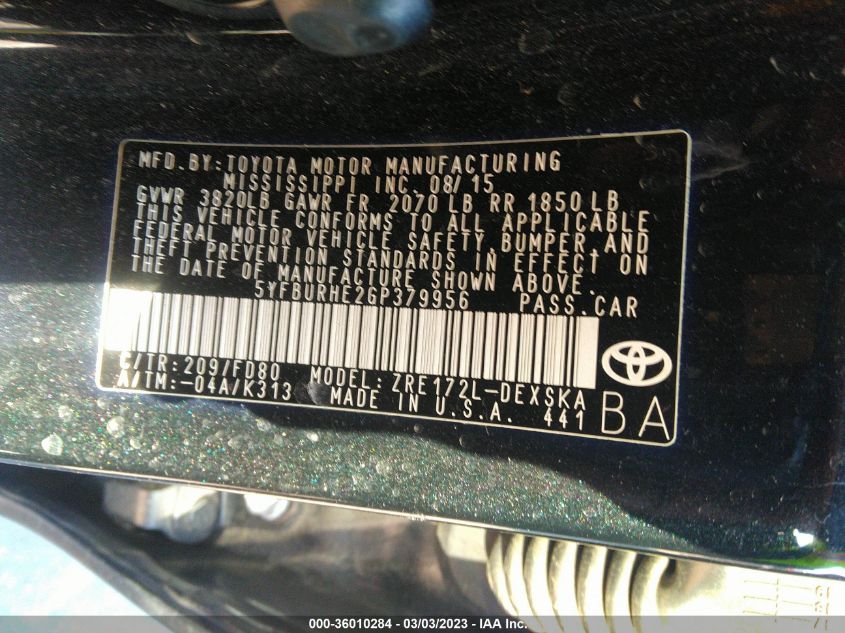 MFD. BY: TOYOTA MOTOR MANUFACTURING
MISSISSIPPI INC. 08/15
GVWR 3820LB GAWR FR 2070 LB RR 1850 LB
THIS VEHICLE CONFORMS TO ALL APPLICABLE
FEDERAL MOTOR VEHICLE SAFETY, BUMPER, AND
THEFT PREVENTION STANDARDS IN EFFECT ON
THE DATE OF MANUFACTURE SHOWN ABOVE.
5YFBURHE2GP379956 PASS. CAR
C/TR: 209/FD80 MODEL: ZRE172L-DEXSKA
A/TM: -04A/K313 MADE IN U.S.A. 441
BA
000-36010284 - 03/03/2023 - IAA Inc.